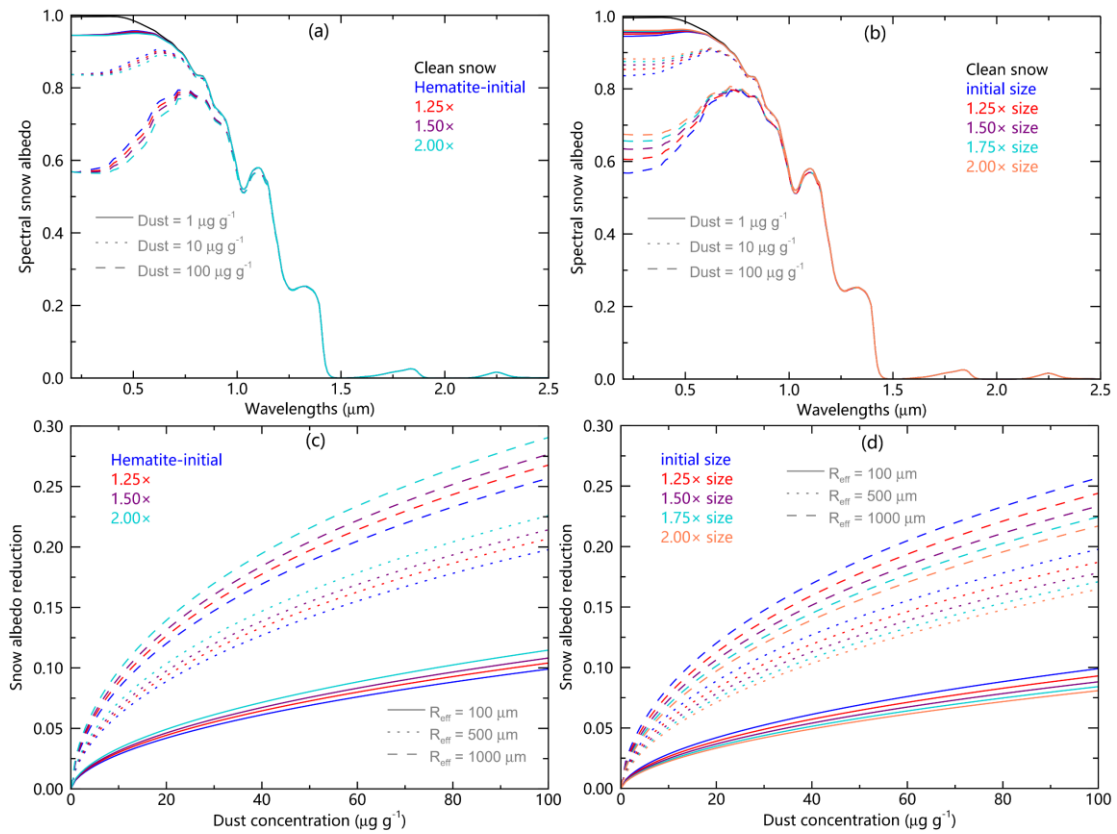 (a)
1.0
0.8
0.6
0.4
0.2
0.0
Spectral snow albedo
Clean snow
Hematite-initial
1.25×
1.50×
2.00×
Dust = 1 μg g⁻¹
Dust = 10 μg g⁻¹
Dust = 100 μg g⁻¹
0.5 1.0 1.5 2.0 2.5
Wavelengths (μm)
(b)
1.0
0.8
0.6
0.4
0.2
0.0
Spectral snow albedo
Clean snow
initial size
1.25× size
1.50× size
1.75× size
2.00× size
Dust = 1 μg g⁻¹
Dust = 10 μg g⁻¹
Dust = 100 μg g⁻¹
0.5 1.0 1.5 2.0 2.5
Wavelengths (μm)
(c)
0.30
0.25
0.20
0.15
0.10
0.05
0.00
Snow albedo reduction
Hematite-initial
1.25×
1.50×
2.00×
R_eff = 100 μm
R_eff = 500 μm
R_eff = 1000 μm
0 20 40 60 80 100
Dust concentration (μg g⁻¹)
(d)
0.30
0.25
0.20
0.15
0.10
0.05
0.00
Snow albedo reduction
initial size
1.25× size
1.50× size
1.75× size
2.00× size
R_eff = 100 μm
R_eff = 500 μm
R_eff = 1000 μm
0 20 40 60 80 100
Dust concentration (μg g⁻¹)